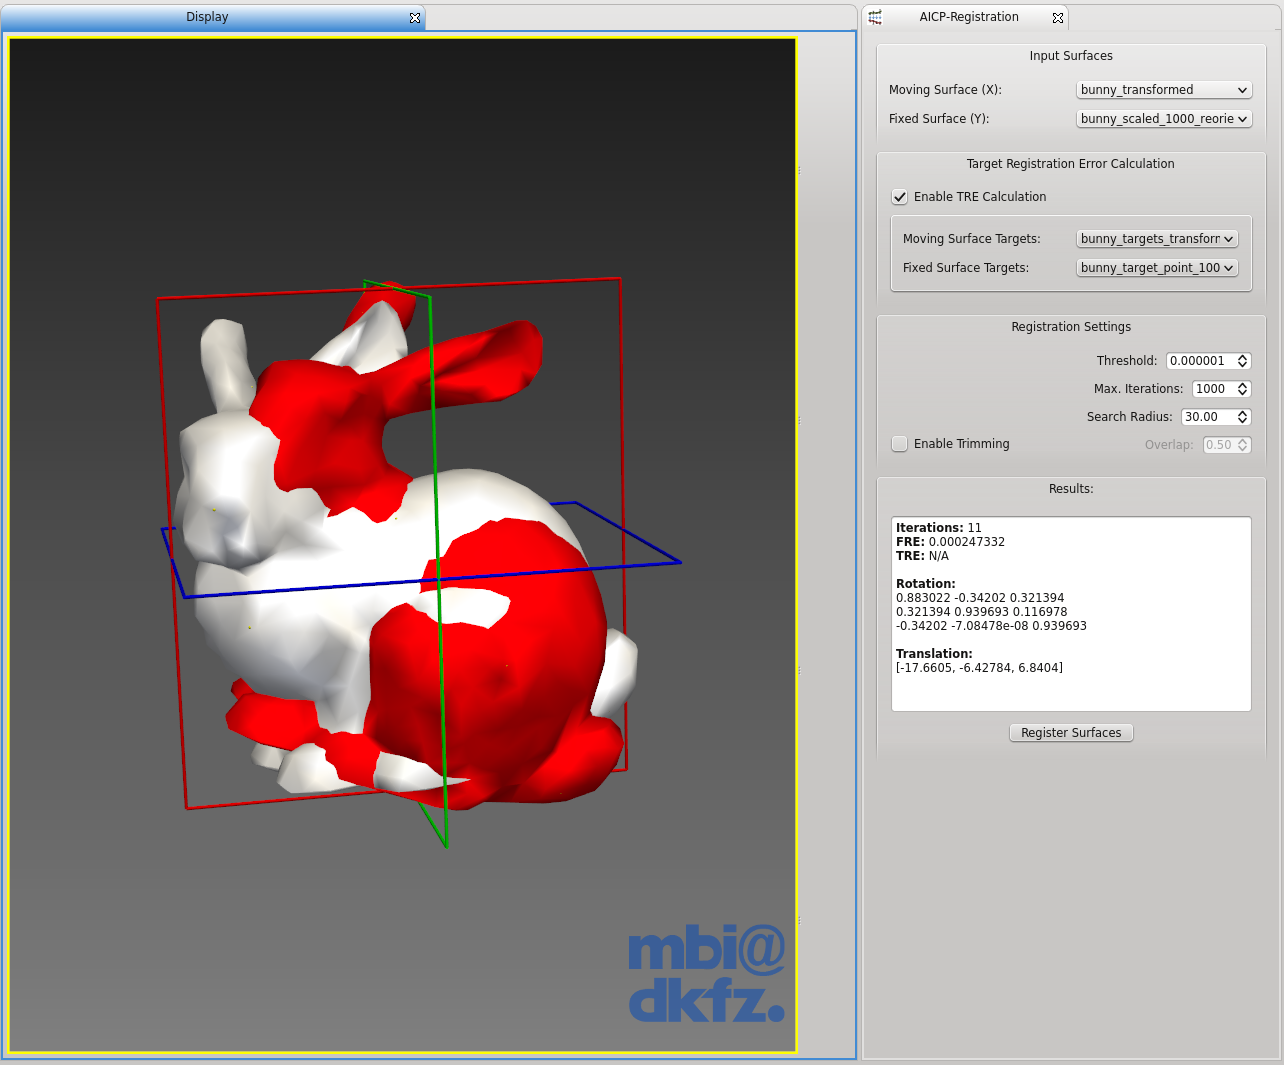 Display
AICP-Registration
Input Surfaces
Moving Surface (X): bunny_transformed
Fixed Surface (Y): bunny_scaled_1000_reorie
Target Registration Error Calculation
Enable TRE Calculation
Moving Surface Targets: bunny_targets_transforr
Fixed Surface Targets: bunny_target_point_100
Registration Settings
Threshold: 0.000001
Max. Iterations: 1000
Search Radius: 30.00
Enable Trimming Overlap: 0.50
Results:
Iterations: 11
FRE: 0.000247332
TRE: N/A
Rotation:
0.883022 -0.34202 0.321394
0.321394 0.939693 0.116978
-0.34202 -7.08478e-08 0.939693
Translation:
[-17.6605, -6.42784, 6.8404]
Register Surfaces
mbi@
dkfz.